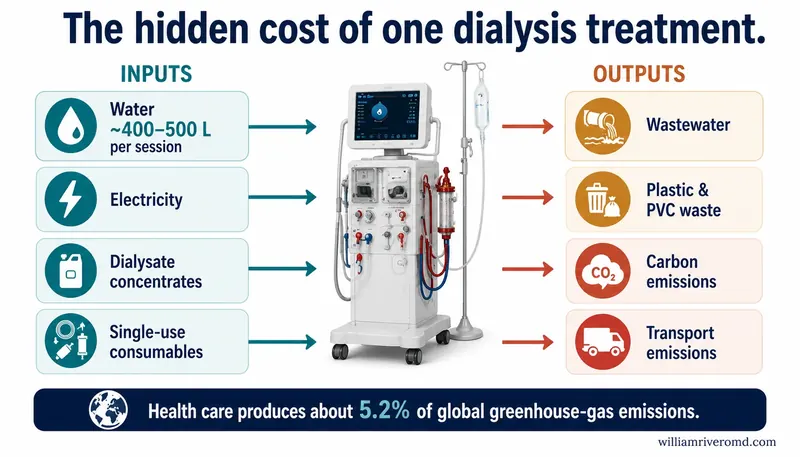 The hidden cost of one dialysis treatment.
INPUTS
Water
~400–500 L
per session
Electricity
Dialysate
concentrates
Single-use
consumables
OUTPUTS
Wastewater
Plastic &
PVC waste
CO₂
Carbon
emissions
Transport
emissions
Health care produces about 5.2% of global greenhouse-gas emissions.
williamriveromd.com